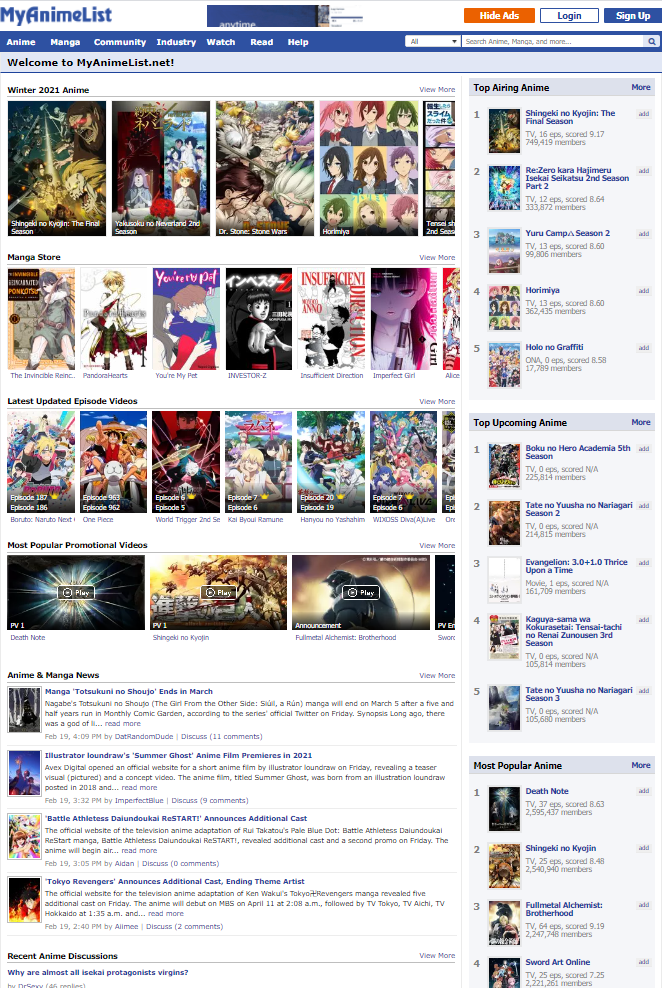 MyAnimeList
anytime
Hide Ads
Login
Sign Up
Anime
Manga
Community
Industry
Watch
Read
Help
All
Search Anime, Manga, and more...
Welcome to MyAnimeList.net!
Winter 2021 Anime
View More
Shingeki no Kyojin: The Final Season
Yakusoku no Neverland 2nd Season
Dr. Stone: Stone Wars
Horimiya
Tensei sh
2nd Seas
Manga Store
View More
The Invincible Reinc...
PandoraHearts
You're My Pet
INVESTOR-Z
Insufficient Direction
Imperfect Girl
Alice
Latest Updated Episode Videos
View More
Episode 187
Episode 186
Boruto: Naruto Next
Episode 963
Episode 962
One Piece
Episode 6
Episode 5
World Trigger 2nd Se
Episode 7
Episode 6
Kai Byoui Ramune
Episode 20
Episode 19
Hanyou no Yashahim
Episode 7
Episode 6
WIXOSS Diva(A)Live
Most Popular Promotional Videos
View More
PV 1
Play
Death Note
PV 1
Play
Shingeki no Kyojin
Announcement
Play
Fullmetal Alchemist: Brotherhood
PV En
Sword
Anime & Manga News
View More
Manga 'Totsukuni no Shoujo' Ends in March
Nagabe's Totsukuni no Shoujo (The Girl From the Other Side: Siúil, a Rún) manga will end on March 5 after a five and
half years run in Monthly Comic Garden, according to the series' official Twitter on Friday. Synopsis Long ago, there
was a god of li... read more
Feb 19, 4:09 PM by DatRandomDude | Discuss (11 comments)
Illustrator loundraw's 'Summer Ghost' Anime Film Premieres in 2021
Avex Digital opened an official website for a short anime film by illustrator loundraw on Friday, revealing a teaser
visual (pictured) and a concept video. The anime film, titled Summer Ghost, was born from an illustration loundraw
posted in 2018 and... read more
Feb 19, 3:32 PM by ImperfectBlue | Discuss (9 comments)
'Battle Athletess Daiundoukai ReSTART!' Announces Additional Cast
The official website of the television anime adaptation of Rui Takatou's Pale Blue Dot: Battle Athletess Daiundoukai
ReStart manga, Battle Athletess Daiundoukai ReSTART!, revealed additional cast and a second promo on Friday. The
anime will begin air... read more
Feb 19, 3:05 PM by Aidan | Discuss (0 comments)
'Tokyo Revengers' Announces Additional Cast, Ending Theme Artist
The official website for the television anime adaptation of Ken Wakui's Tokyo卍Revengers manga revealed five
additional cast on Friday. The anime will debut on MBS on April 11 at 2:08 a.m., followed by TV Tokyo, TV Aichi, TV
Hokkaido at 1:35 a.m. and... read more
Feb 19, 2:40 PM by Aiimee | Discuss (2 comments)
Recent Anime Discussions
View More
Why are almost all isekai protagonists virgins?
by DrSexy (46 replies)
Top Airing Anime
More
1
Shingeki no Kyojin: The
Final Season
add
TV, 16 eps, scored 9.17
749,419 members
2
Re:Zero kara Hajimeru
Isekai Seikatsu 2nd Season
Part 2
add
TV, 12 eps, scored 8.64
333,872 members
3
Yuru Camp△ Season 2
add
TV, 13 eps, scored 8.60
99,806 members
4
Horimiya
add
TV, 13 eps, scored 8.60
362,435 members
5
Holo no Graffiti
add
ONA, 0 eps, scored 8.58
17,789 members
Top Upcoming Anime
More
1
Boku no Hero Academia 5th
Season
add
TV, 0 eps, scored N/A
225,814 members
2
Tate no Yuusha no Nariagari
Season 2
add
TV, 0 eps, scored N/A
214,815 members
3
Evangelion: 3.0+1.0 Thrice
Upon a Time
add
Movie, 1 eps, scored N/A
161,709 members
4
Kaguya-sama wa
Kokurasetai: Tensai-tachi
no Renai Zunousen 3rd
Season
add
TV, 0 eps, scored N/A
105,814 members
5
Tate no Yuusha no Nariagari
Season 3
add
TV, 0 eps, scored N/A
105,680 members
Most Popular Anime
More
1
Death Note
add
TV, 37 eps, scored 8.63
2,595,437 members
2
Shingeki no Kyojin
add
TV, 25 eps, scored 8.48
2,540,940 members
3
Fullmetal Alchemist:
Brotherhood
add
TV, 64 eps, scored 9.19
2,247,748 members
4
Sword Art Online
add
TV, 25 eps, scored 7.25
2,221,261 members